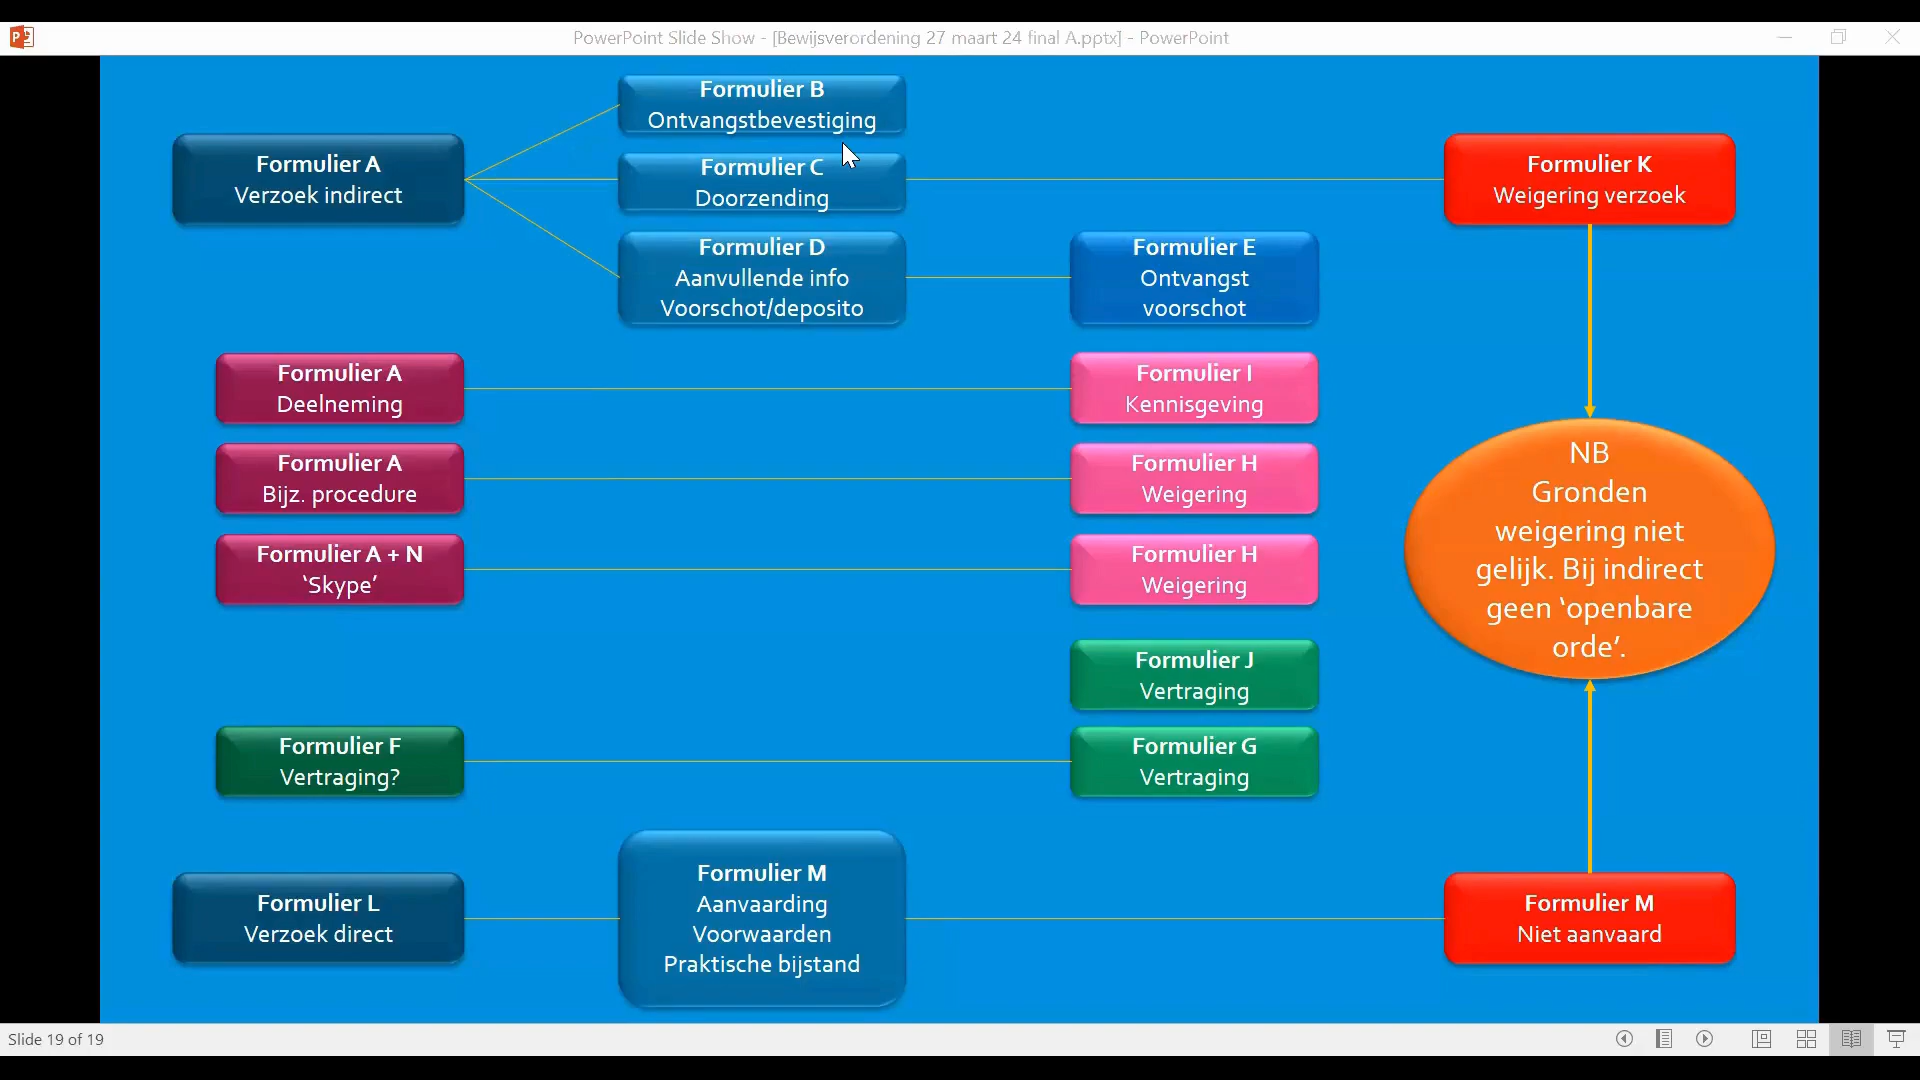 PowerPoint Slide Show - [Bewijsverordening 27 maart 24 final A.pptx] - PowerPoint
Formulier A
Verzoek indirect
Formulier B
Ontvangstbevestiging
Formulier C
Doorzending
Formulier D
Aanvullende info
Voorschot/deposito
Formulier E
Ontvangst
voorschot
Formulier K
Weigering verzoek
Formulier A
Deelneming
Formulier I
Kennisgeving
Formulier A
Bijz. procedure
Formulier H
Weigering
Formulier A + N
‘Skype’
Formulier H
Weigering
NB
Gronden
weigering niet
gelijk. Bij indirect
geen ‘openbare
orde’.
Formulier J
Vertraging
Formulier F
Vertraging?
Formulier G
Vertraging
Formulier L
Verzoek direct
Formulier M
Aanvaarding
Voorwaarden
Praktische bijstand
Formulier M
Niet aanvaard
Slide 19 of 19